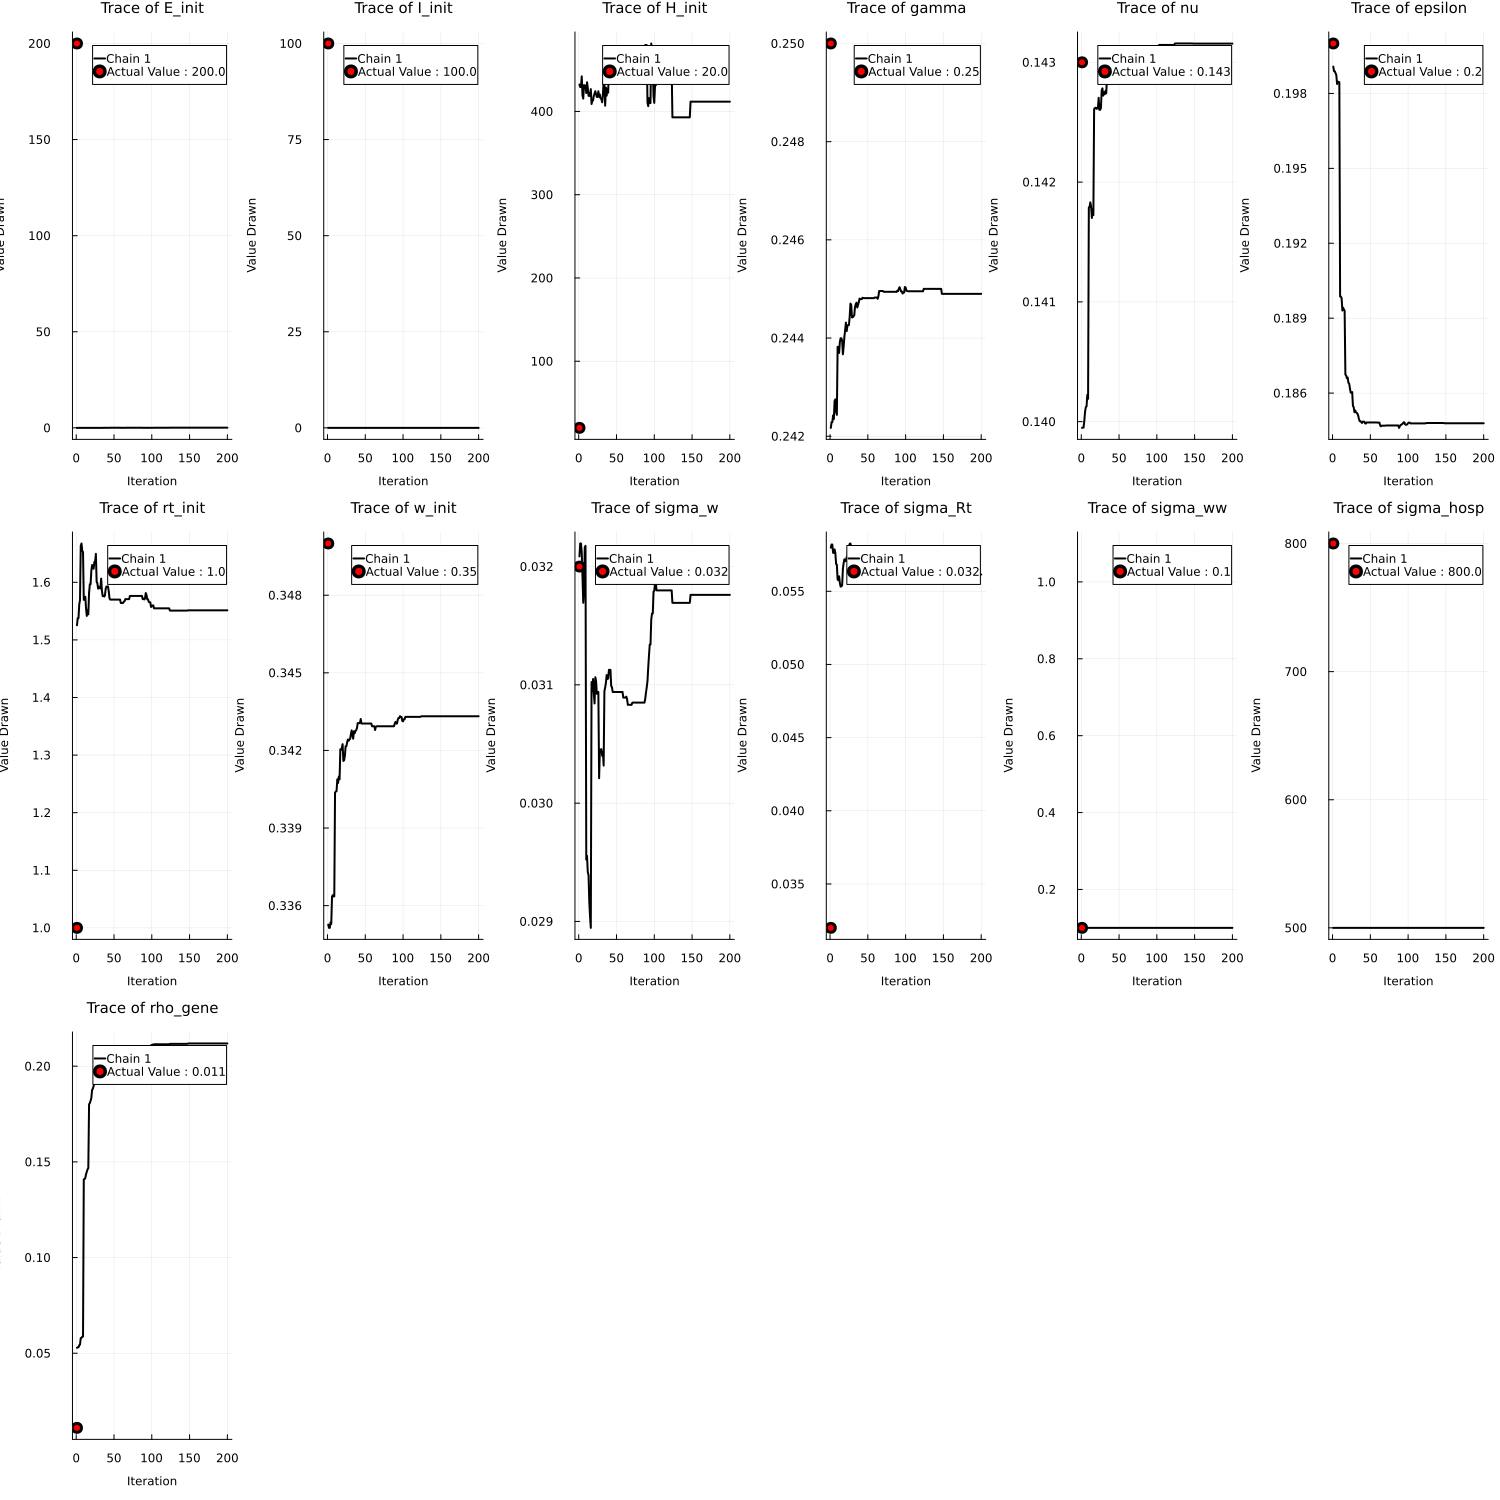 Trace of E_init
Trace of I_init
Trace of H_init
Trace of gamma
Trace of nu
Trace of epsilon
Value Drawn
200
150
100
50
0
Chain 1
Actual Value : 200.0
0 50 100 150 200
Iteration
Value Drawn
100
75
50
25
0
Chain 1
Actual Value : 100.0
0 50 100 150 200
Iteration
Value Drawn
400
300
200
100
Chain 1
Actual Value : 20.0
0 50 100 150 200
Iteration
Value Drawn
0.250
0.248
0.246
0.244
0.242
Chain 1
Actual Value : 0.25
0 50 100 150 200
Iteration
Value Drawn
0.143
0.142
0.141
0.140
Chain 1
Actual Value : 0.143
0 50 100 150 200
Iteration
Value Drawn
0.198
0.195
0.192
0.189
0.186
Chain 1
Actual Value : 0.2
0 50 100 150 200
Iteration
Trace of rt_init
Trace of w_init
Trace of sigma_w
Trace of sigma_Rt
Trace of sigma_ww
Trace of sigma_hosp
Value Drawn
1.6
1.5
1.4
1.3
1.2
1.1
1.0
Chain 1
Actual Value : 1.0
0 50 100 150 200
Iteration
Value Drawn
0.348
0.345
0.342
0.339
0.336
Chain 1
Actual Value : 0.35
0 50 100 150 200
Iteration
Value Drawn
0.032
0.031
0.030
0.029
Chain 1
Actual Value : 0.032
0 50 100 150 200
Iteration
Value Drawn
0.055
0.050
0.045
0.040
0.035
Chain 1
Actual Value : 0.032
0 50 100 150 200
Iteration
Value Drawn
1.0
0.8
0.6
0.4
0.2
Chain 1
Actual Value : 0.1
0 50 100 150 200
Iteration
Value Drawn
800
700
600
500
Chain 1
Actual Value : 800.0
0 50 100 150 200
Iteration
Trace of rho_gene
0.20
0.15
0.10
0.05
Chain 1
Actual Value : 0.011
0 50 100 150 200
Iteration